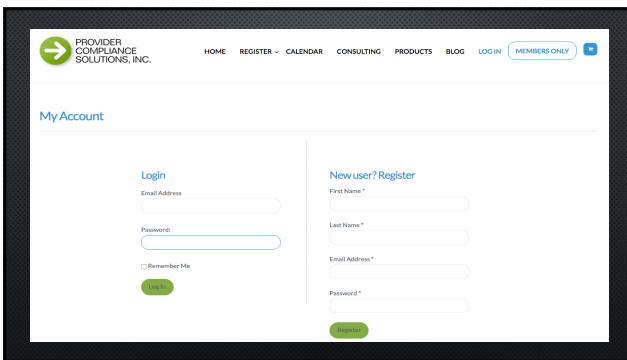 PROVIDER
COMPLIANCE
SOLUTIONS, INC.
HOME REGISTER CALENDAR CONSULTING PRODUCTS BLOG LOG IN MEMBERS ONLY
My Account
Login
Email Address
Password:
Remember Me
Log In
New user? Register
First Name *
Last Name *
Email Address *
Password *
Register